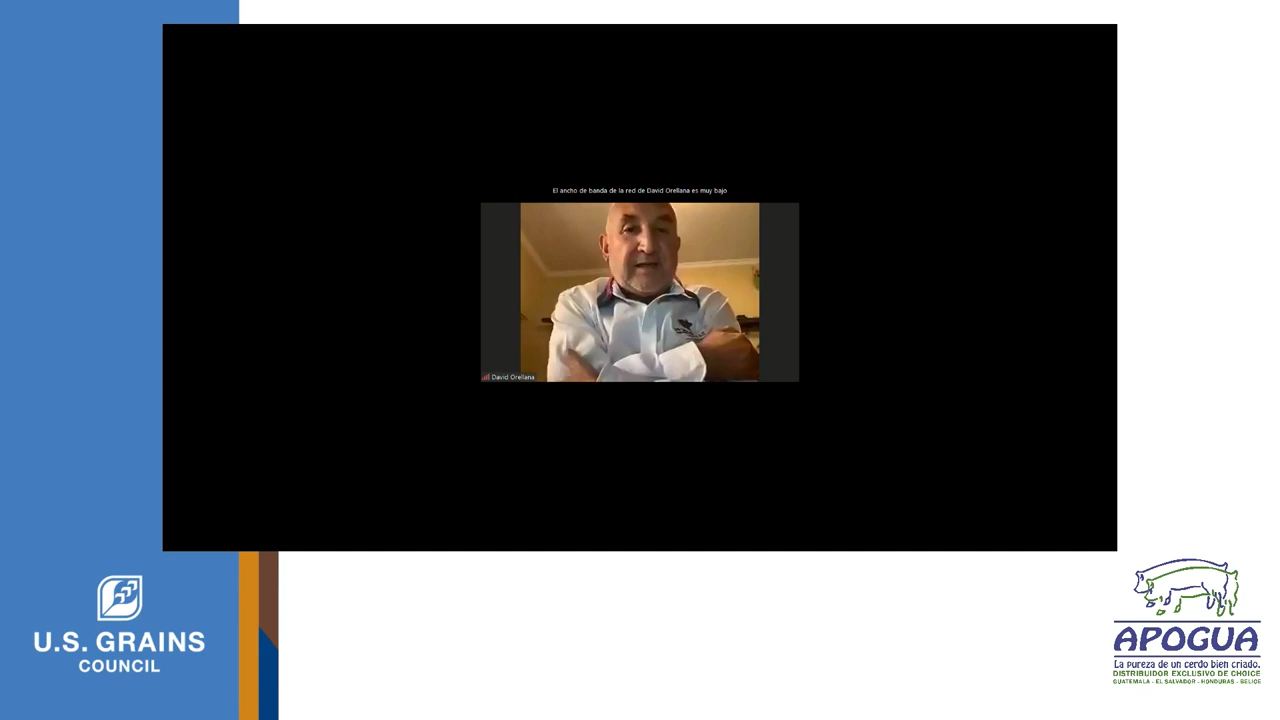 El ancho de banda de la red de David Orellana es muy bajo
David Orellana
U.S. GRAINS
COUNCIL
APOGUA
La pureza de un cerdo bien criado.
DISTRIBUIDOR EXCLUSIVO DE CHOICE
GUATEMALA - EL SALVADOR - HONDURAS - BELICE